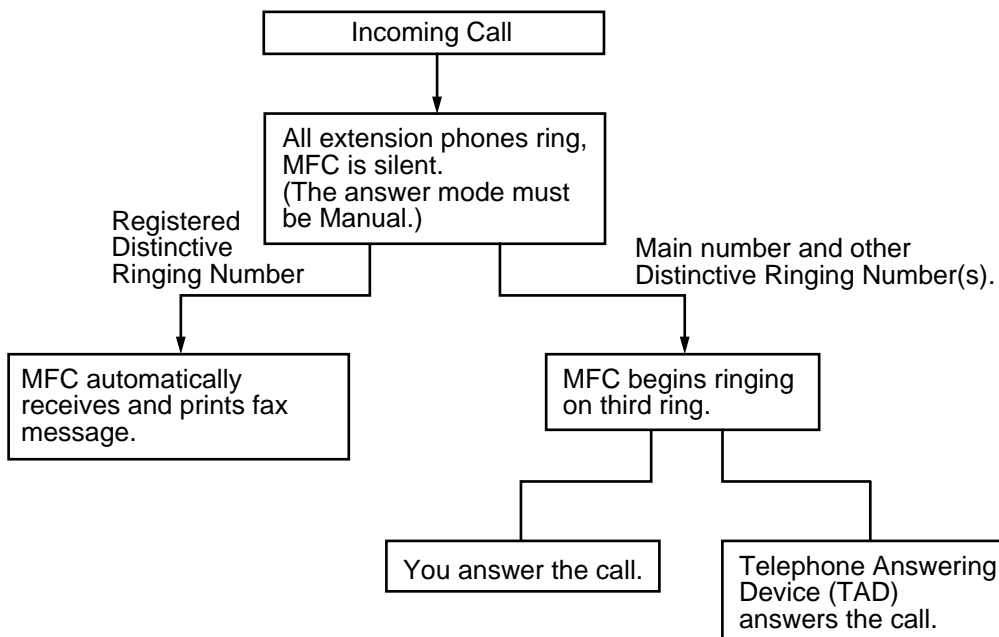 Incoming Call
All extension phones ring,
MFC is silent.
(The answer mode must
be Manual.)
Registered
Distinctive
Ringing Number
Main number and other
Distinctive Ringing Number(s).
MFC automatically
receives and prints fax
message.
MFC begins ringing
on third ring.
You answer the call.
Telephone Answering
Device (TAD)
answers the call.